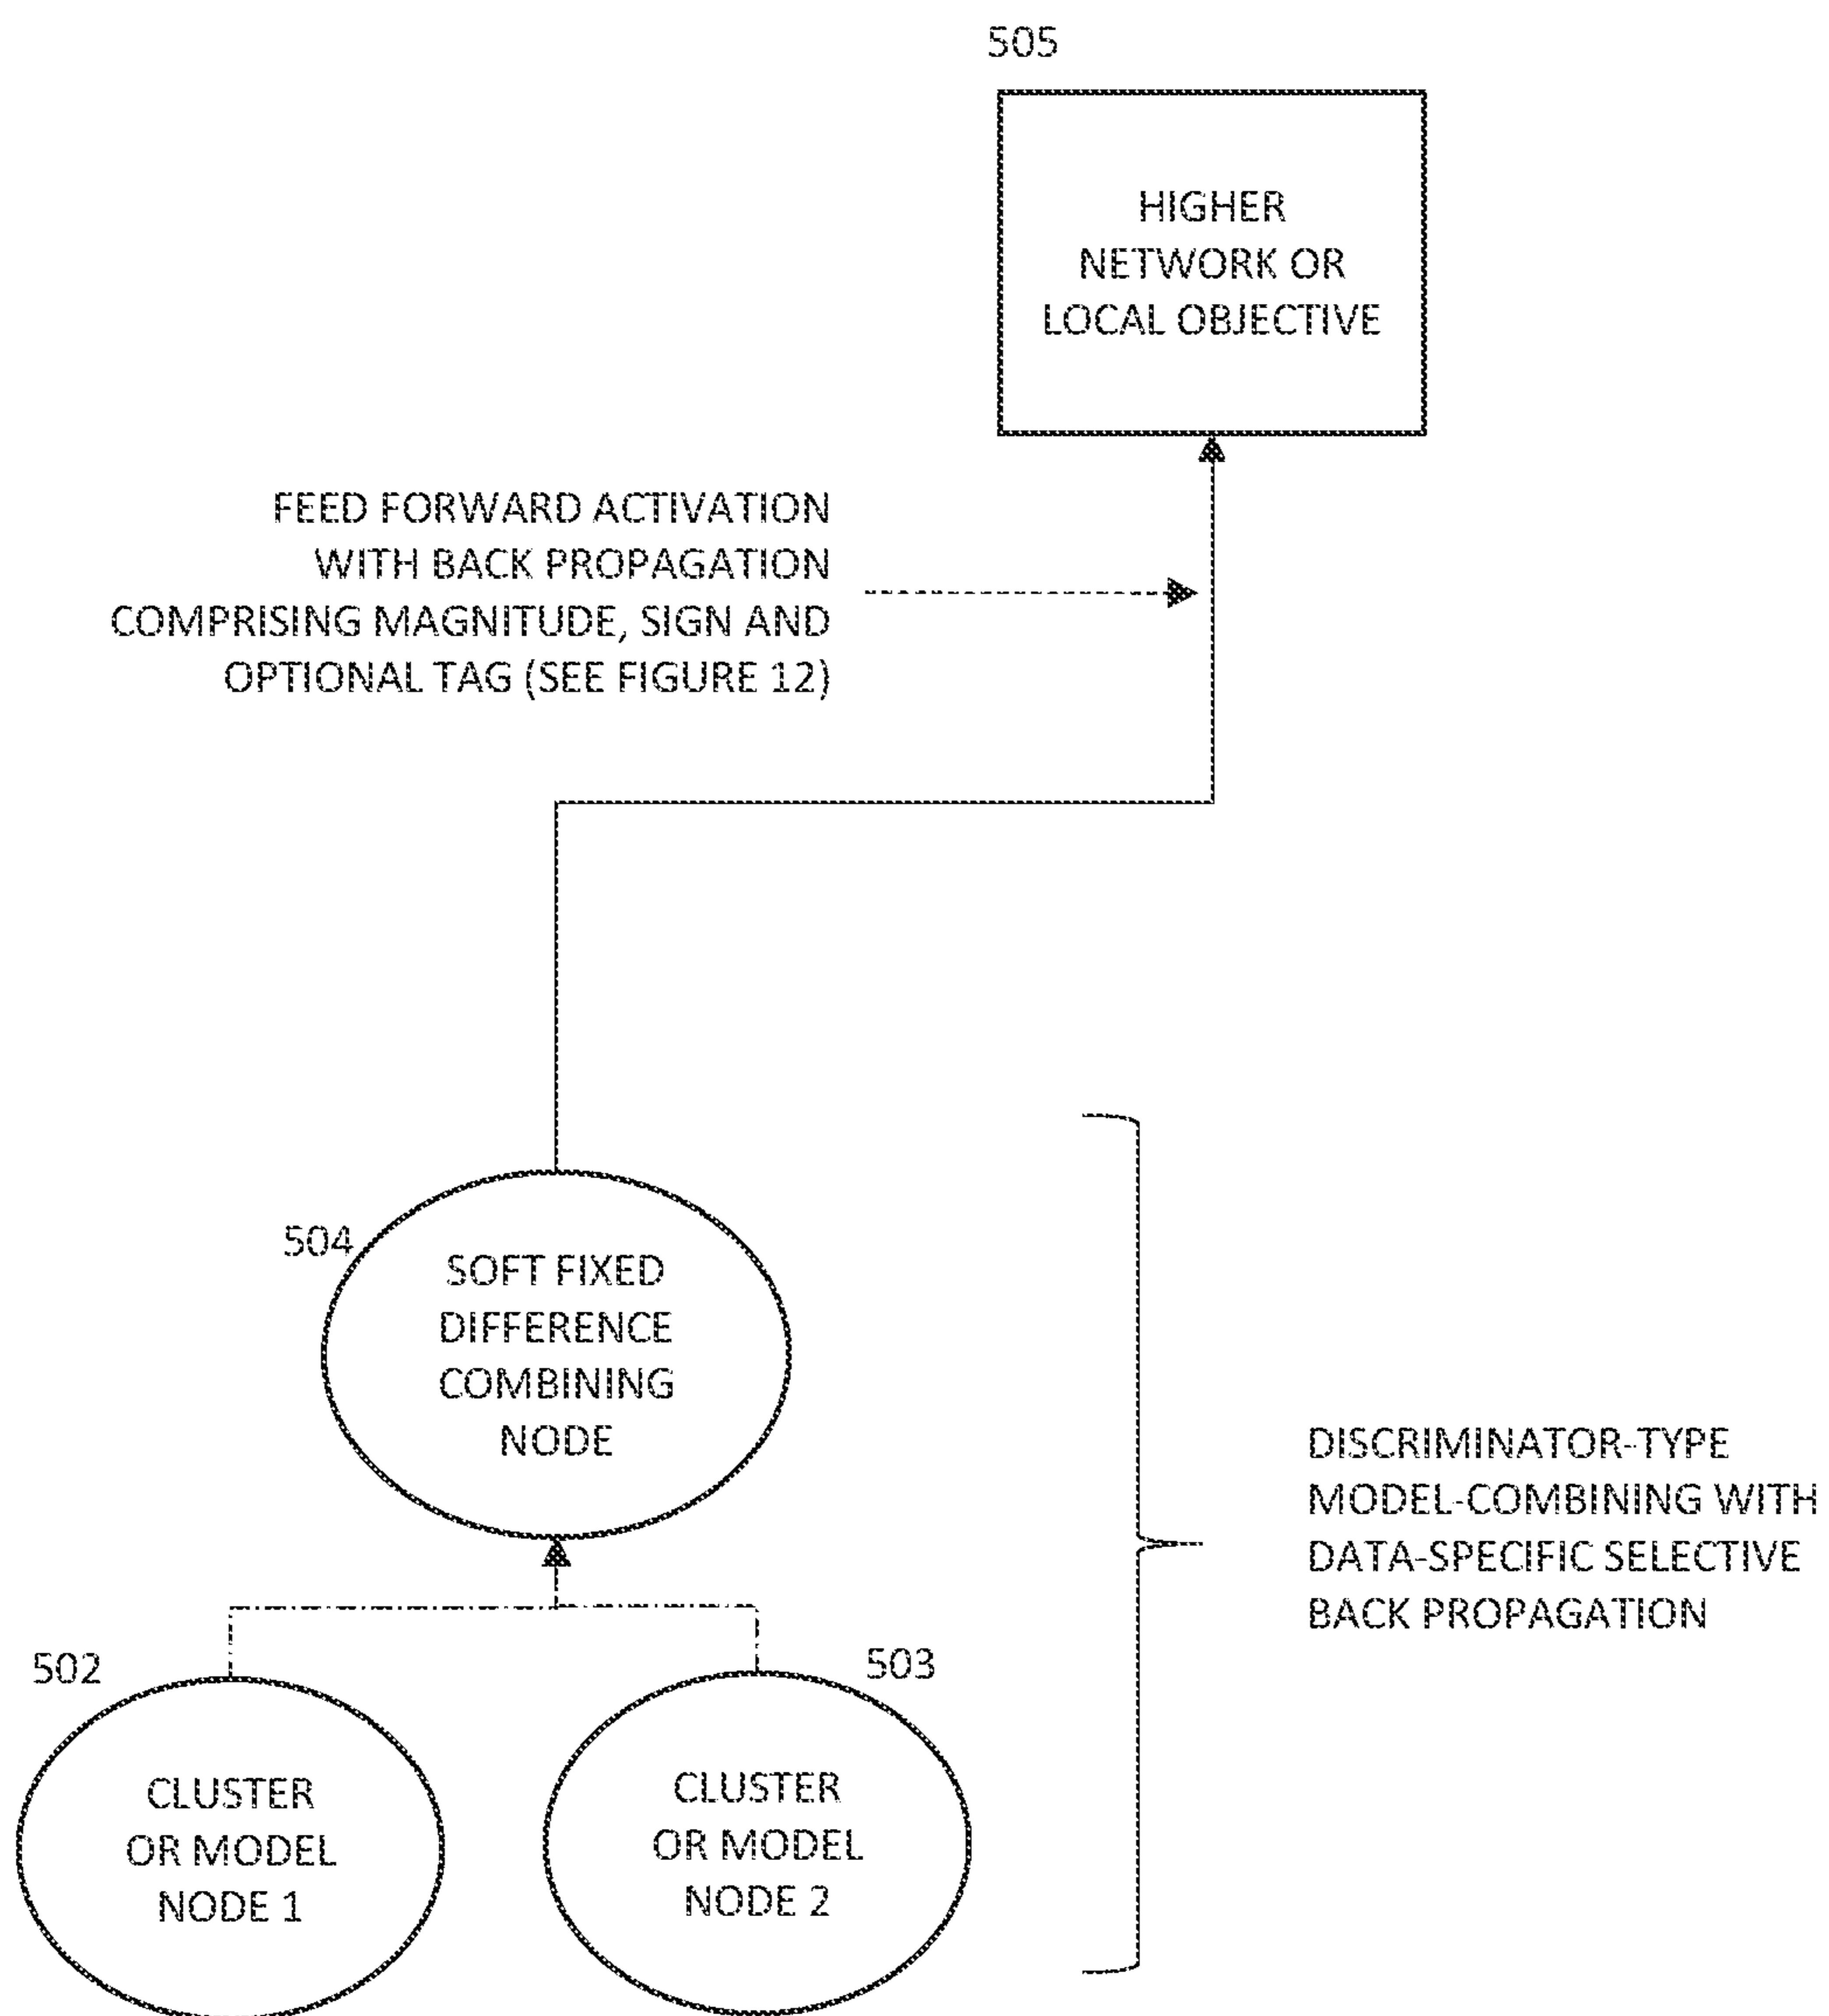 505
HIGHER
NETWORK OR
LOCAL OBJECTIVE
FEED FORWARD ACTIVATION
WITH BACK PROPAGATION
COMPRISING MAGNITUDE, SIGN AND
OPTIONAL TAG (SEE FIGURE 12)
504
SOFT FIXED
DIFFERENCE
COMBINING
NODE
DISCRIMINATOR-TYPE
MODEL-COMBINING WITH
DATA-SPECIFIC SELECTIVE
BACK PROPAGATION
502
CLUSTER
OR MODEL
NODE 1
503
CLUSTER
OR MODEL
NODE 2